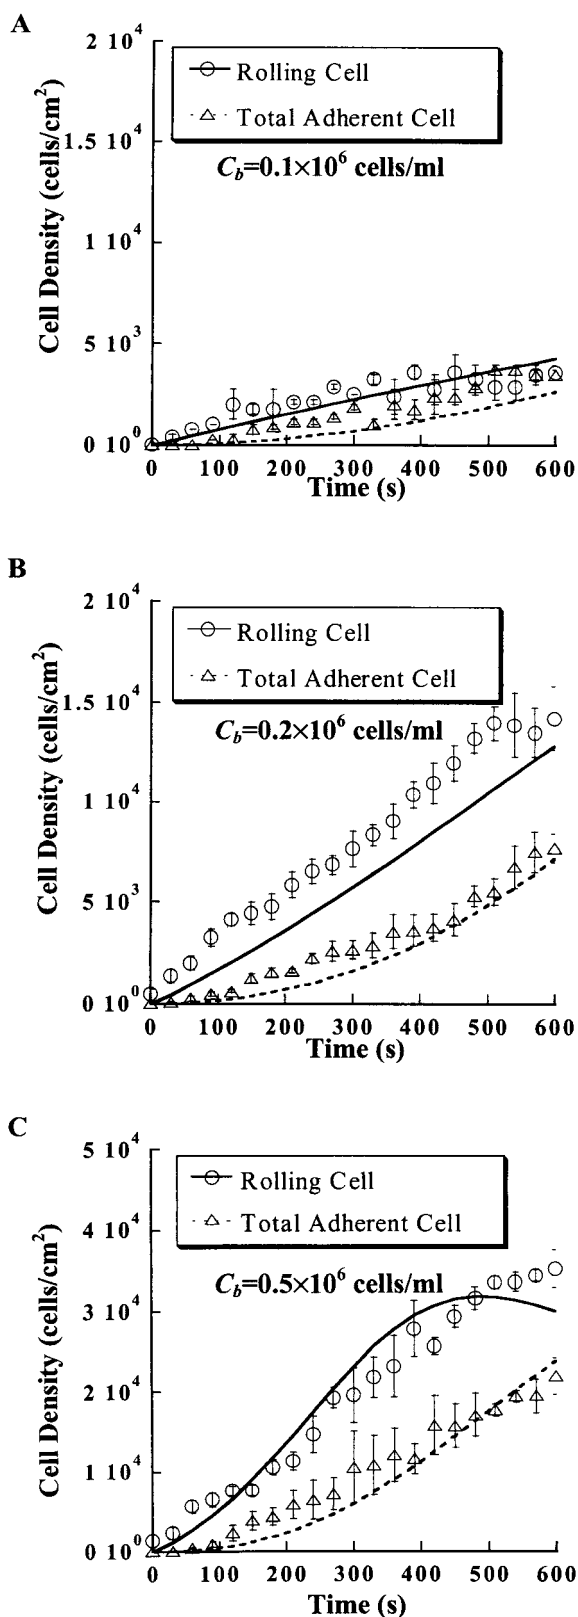 A
2 10^4
Rolling Cell
Total Adherent Cell
1.5 10^4
C_b=0.1×10^6 cells/ml
1 10^4
5 10^3
0 10^0
Cell Density (cells/cm^2)
0 100 200 300 400 500 600
Time (s)
B
2 10^4
Rolling Cell
Total Adherent Cell
1.5 10^4
C_b=0.2×10^6 cells/ml
1 10^4
5 10^3
0 10^0
Cell Density (cells/cm^2)
0 100 200 300 400 500 600
Time (s)
C
5 10^4
Rolling Cell
Total Adherent Cell
4 10^4
C_b=0.5×10^6 cells/ml
3 10^4
2 10^4
1 10^4
0 10^0
Cell Density (cells/cm^2)
0 100 200 300 400 500 600
Time (s)